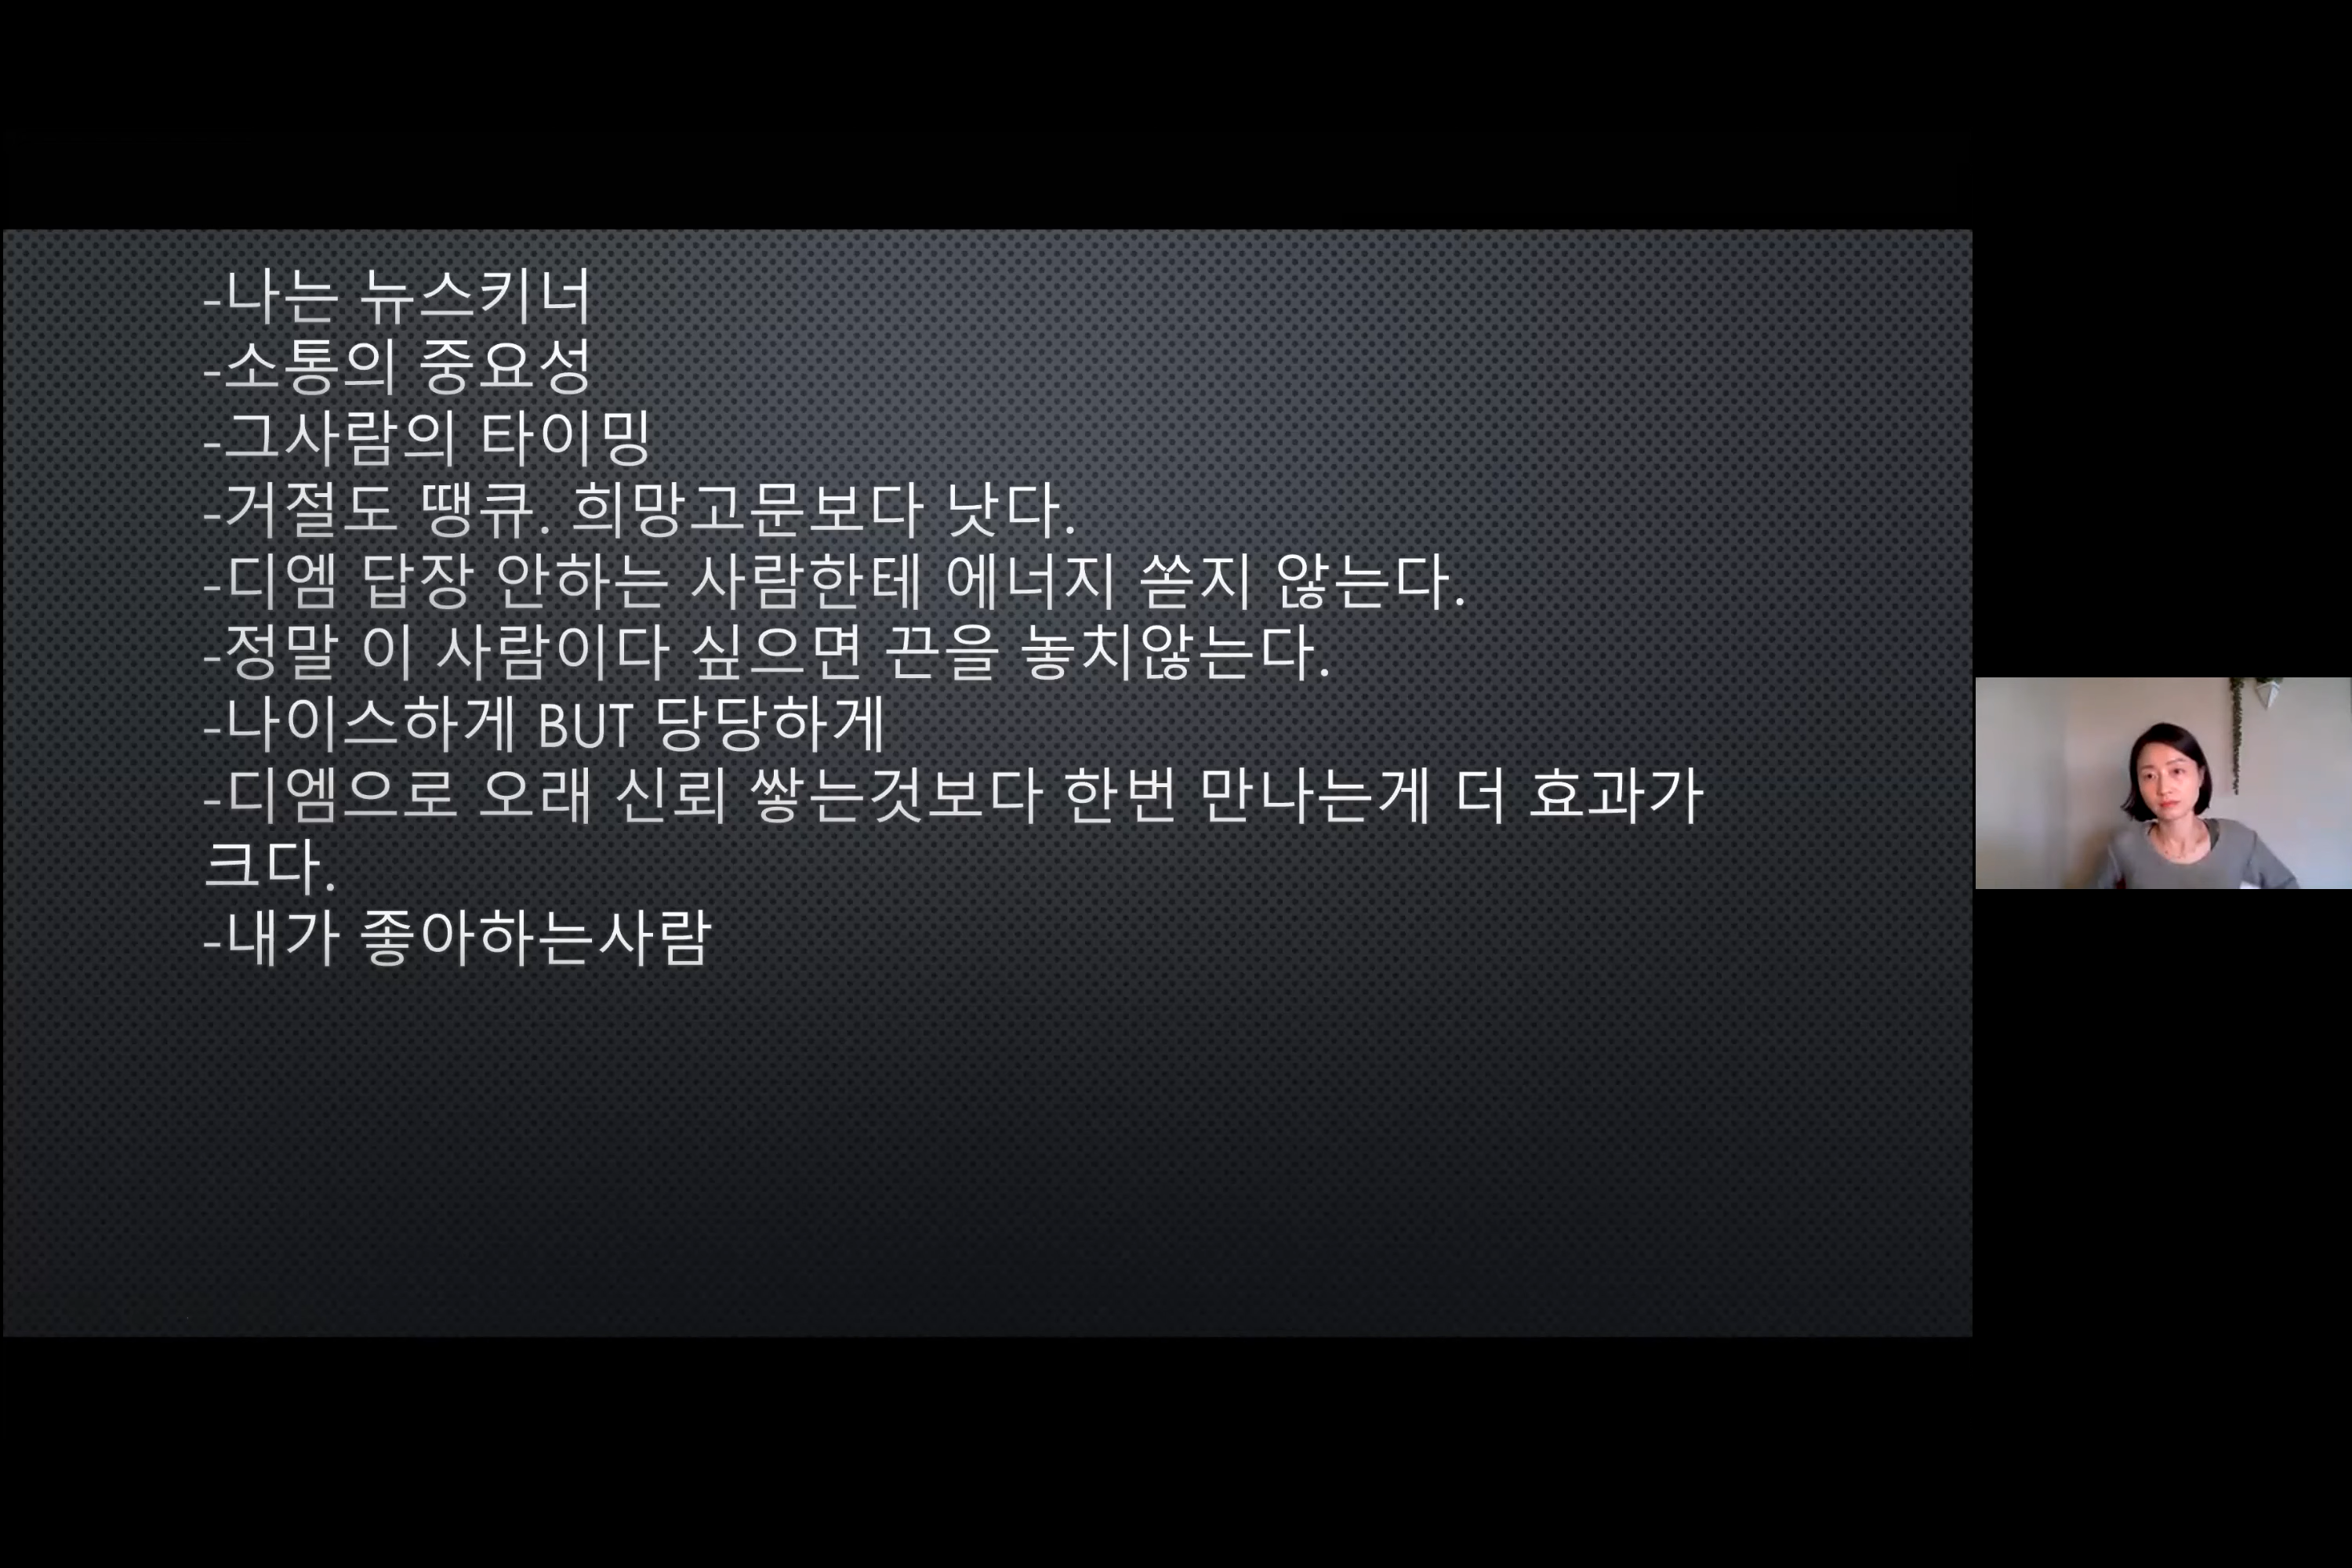 -나는 뉴스키너
-소통의 중요성
-그사람의 타이밍
-거절도 땡큐. 희망고문보다 낫다.
-디엠 답장 안하는 사람한테 에너지 쏟지 않는다.
-정말 이 사람이다 싶으면 끈을 놓치않는다.
-나이스하게 BUT 당당하게
-디엠으로 오래 신뢰 쌓는것보다 한번 만나는게 더 효과가
크다.
-내가 좋아하는사람